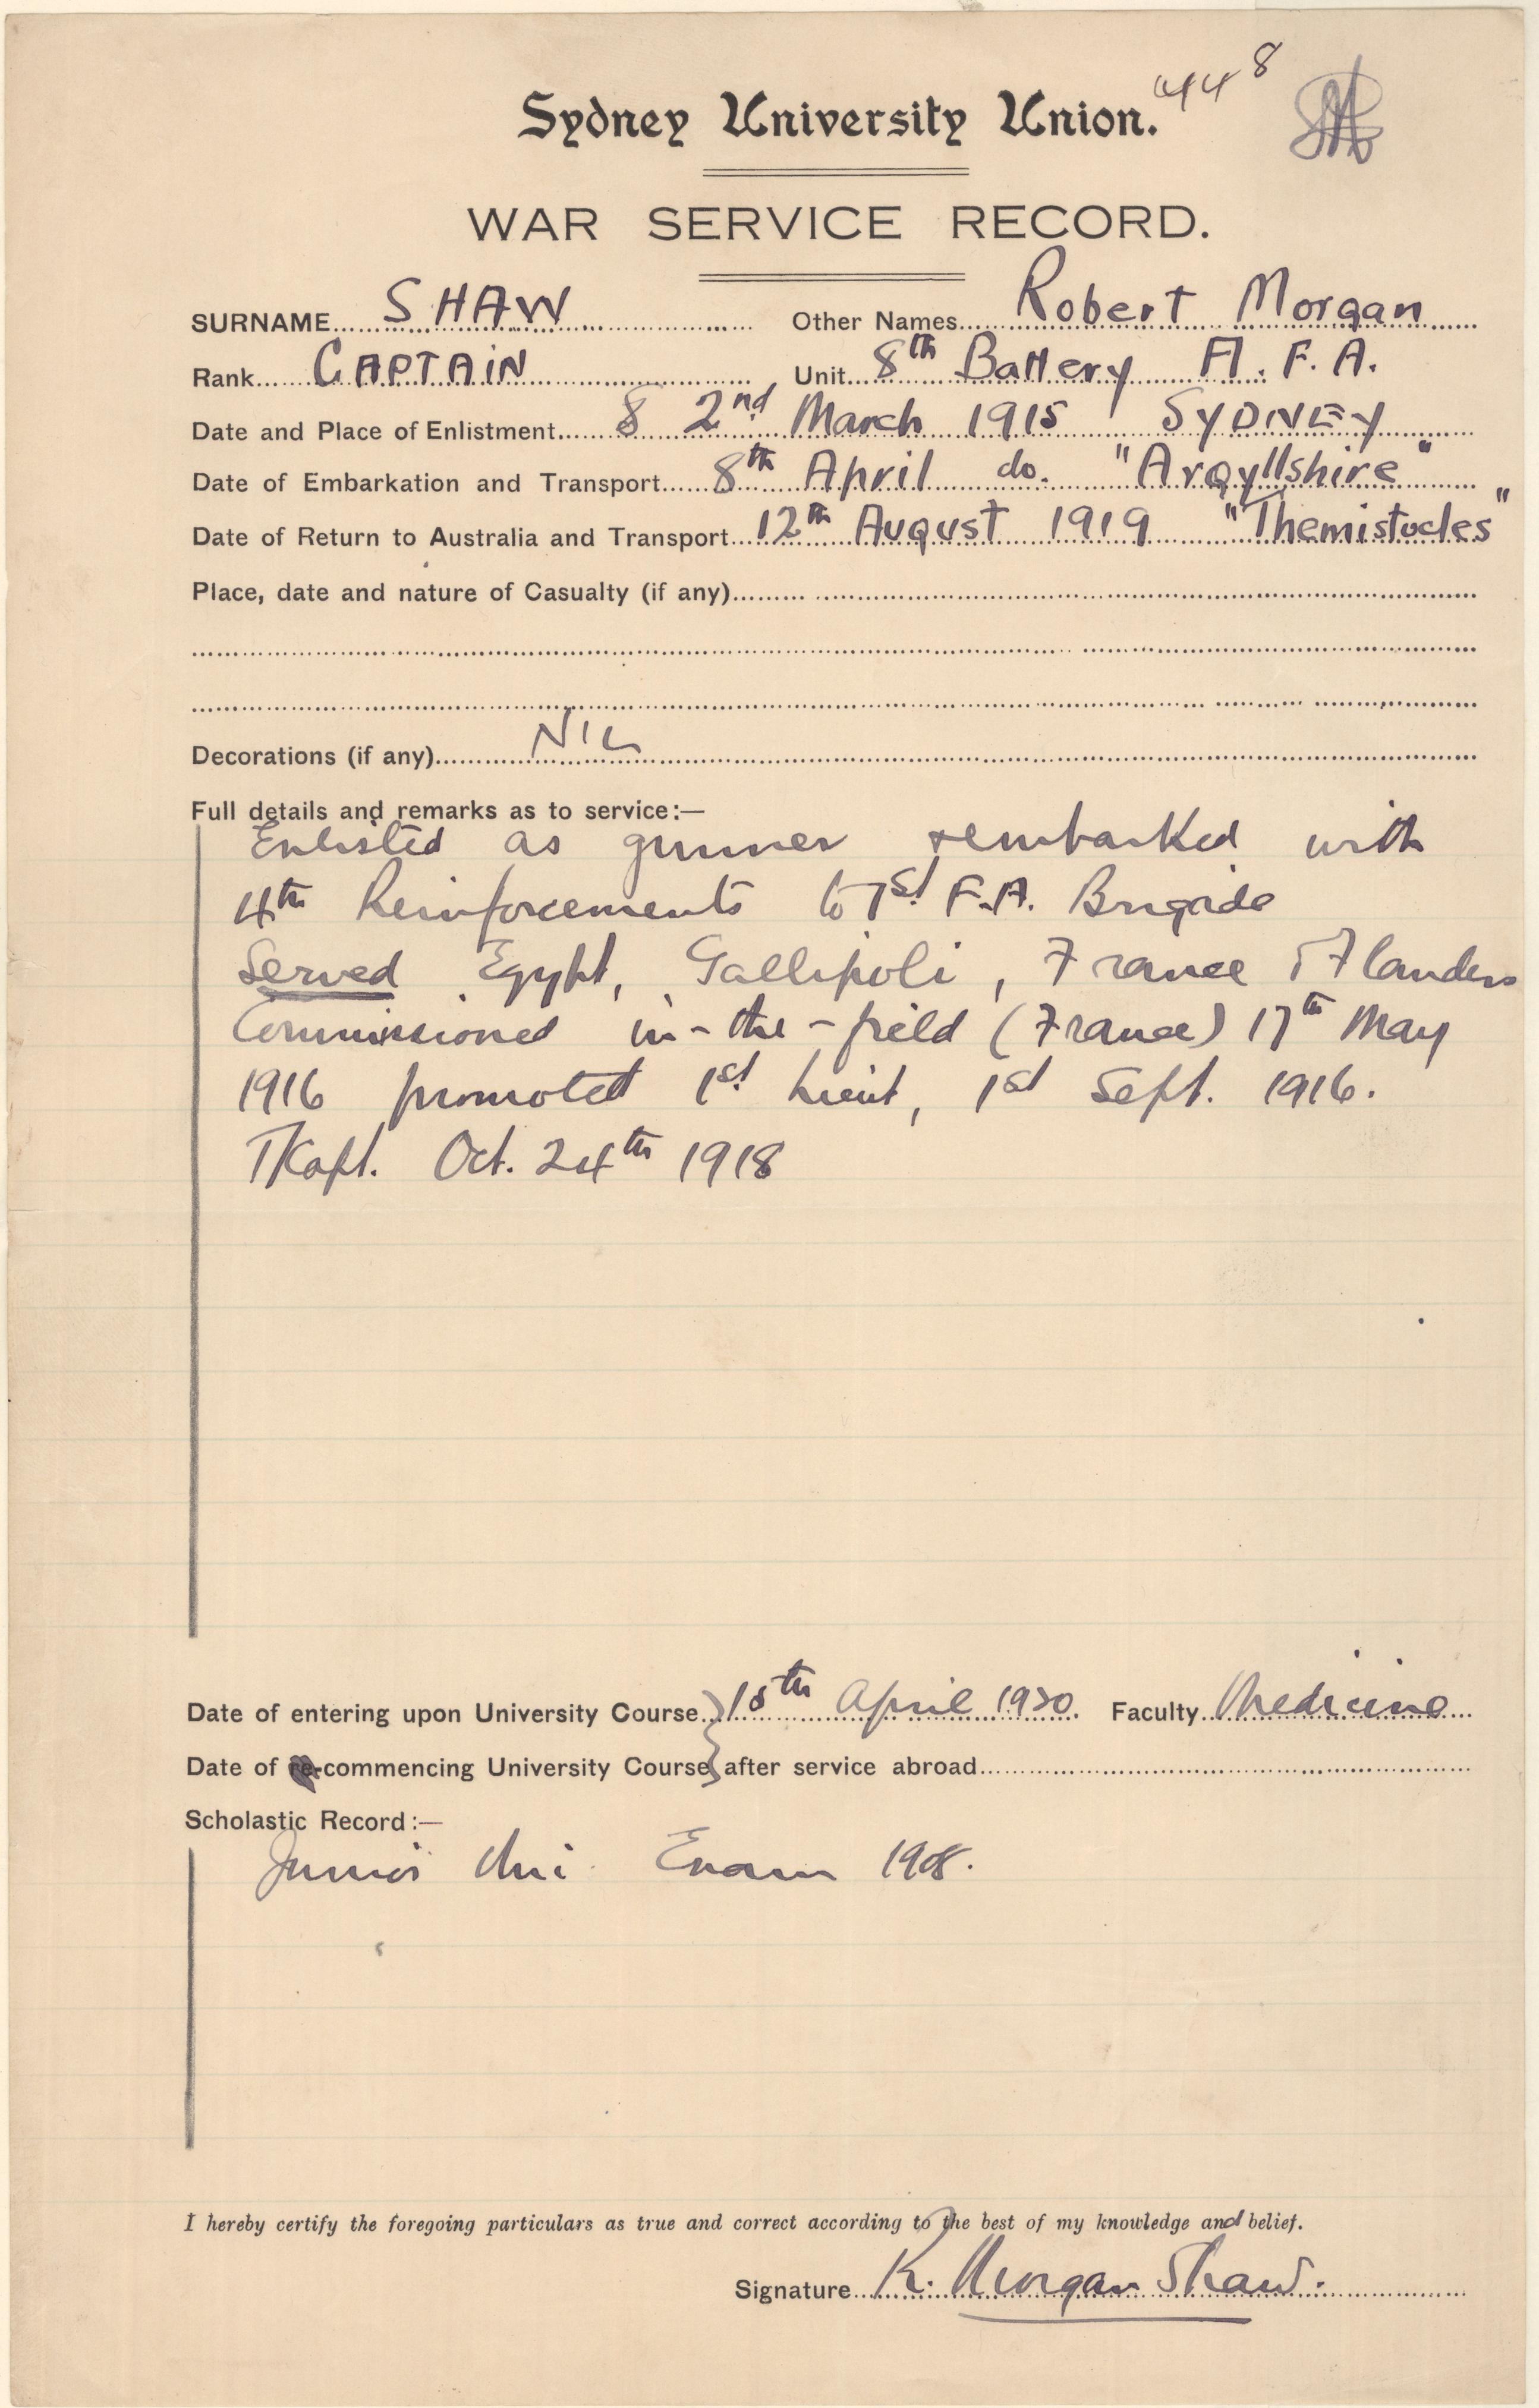 Sydney University Union. 448
WAR SERVICE RECORD.
SURNAME SHAW Other Names Robert Morgan
Rank CAPTAIN Unit 8th Battery A.F.A.
Date and Place of Enlistment 8 2nd March 1915 SYDNEY
Date of Embarkation and Transport 8th April do. "Argyllshire"
Date of Return to Australia and Transport 12th August 1919 "Themistocles"
Place, date and nature of Casualty (if any)
Decorations (if any) NIL
Full details and remarks as to service:—
Enlisted as gunner & embarked with
4th Reinforcements to 1st F.A. Brigade
Served Egypt, Gallipoli, France & Flanders
Commissioned in-the-field (France) 17th May
1916 promoted 1st Lieut, 1st Sept. 1916.
T/Capt. Oct. 24th 1918
Date of entering upon University Course April 1920. Faculty Medicine
Date of re-commencing University Course after service abroad
Scholastic Record:—
Junior Uni. Exam 1908.
I hereby certify the foregoing particulars as true and correct according to the best of my knowledge and belief.
Signature R. Morgan Shaw.